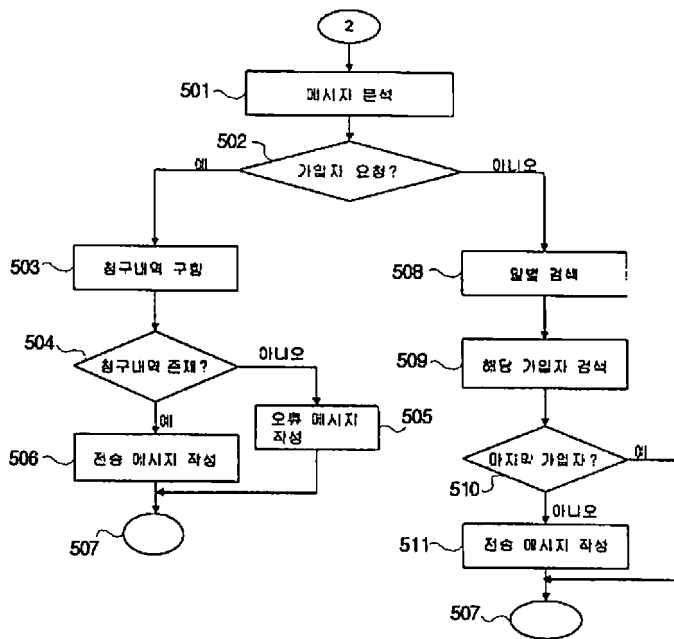 2
501
메시지 분석
502
가입자 요청?
예
아니오
503
청구내역 구함
508
일별 검색
504
청구내역 존재?
아니오
509
해당 가입자 검색
예
오류 메시지
작성
505
506
전송 메시지 작성
마지막 가입자?
예
510
아니오
507
511
전송 메시지 작성
507